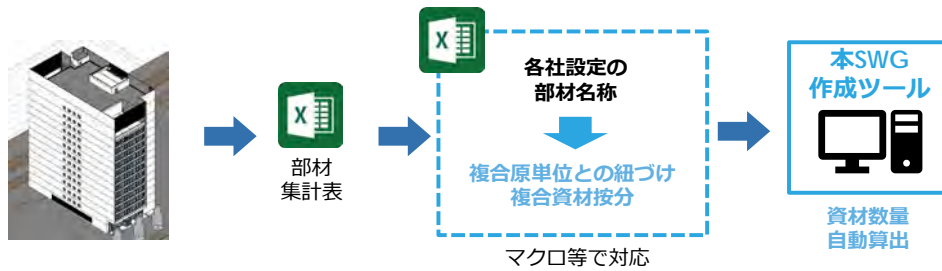 部材
集計表
各社設定の
部材名称
複合原単位との紐づけ
複合資材按分
マクロ等で対応
本SWG
作成ツール
資材数量
自動算出